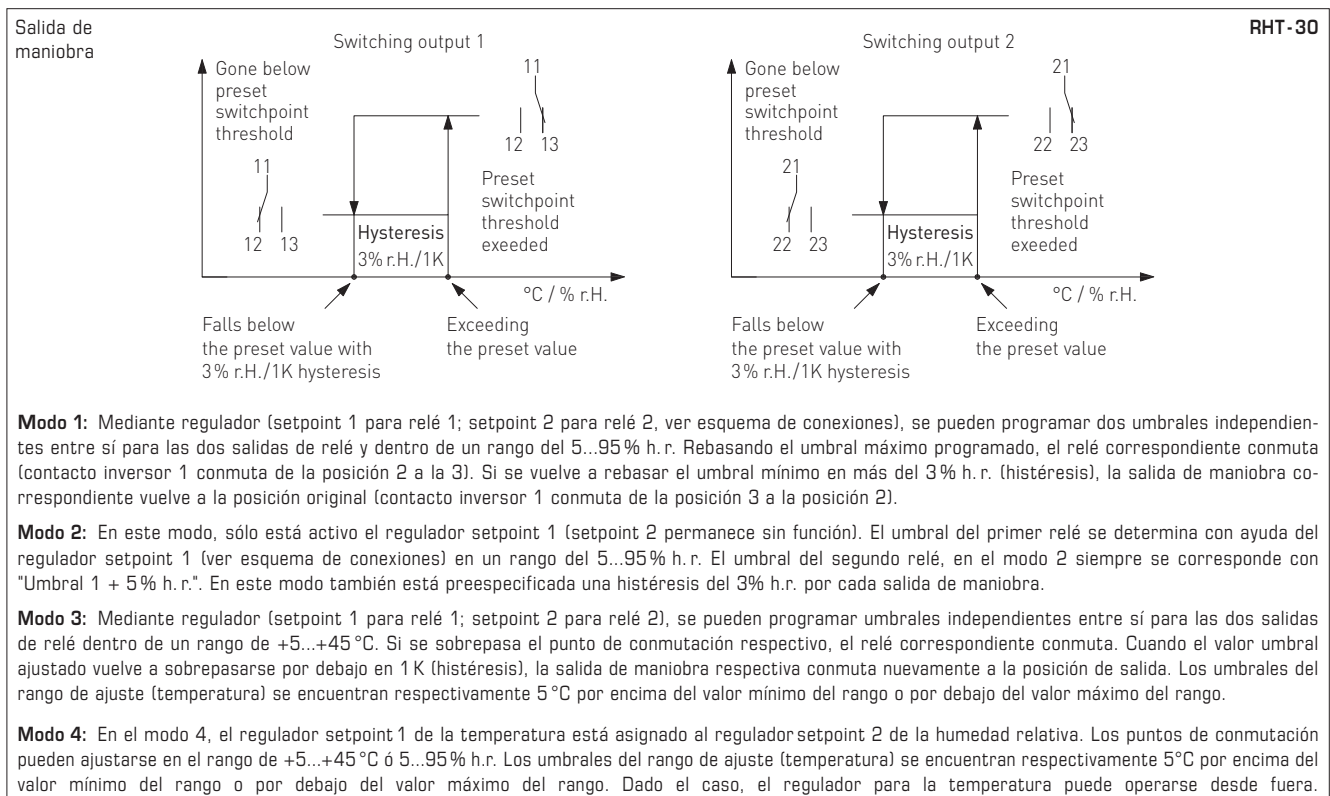 Salida de
maniobra
RHT-30
Switching output 1
Gone below
preset
switchpoint
threshold
11
12 13
11
12 13
Preset
switchpoint
threshold
exeeded
Hysteresis
3% r.H./1K
°C / % r.H.
Falls below
the preset value with
3% r.H./1K hysteresis
Exceeding
the preset value
Switching output 2
Gone below
preset
switchpoint
threshold
21
22 23
21
22 23
Preset
switchpoint
threshold
exeeded
Hysteresis
3% r.H./1K
°C / % r.H.
Falls below
the preset value with
3% r.H./1K hysteresis
Exceeding
the preset value
Modo 1: Mediante regulador (setpoint 1 para relé 1; setpoint 2 para relé 2, ver esquema de conexiones), se pueden programar dos umbrales independien-
tes entre sí para las dos salidas de relé y dentro de un rango del 5...95% h. r. Rebasando el umbral máximo programado, el relé correspondiente conmuta
(contacto inversor 1 conmuta de la posición 2 a la 3). Si se vuelve a rebasar el umbral mínimo en más del 3% h. r. (histéresis), la salida de maniobra co-
rrespondiente vuelve a la posición original (contacto inversor 1 conmuta de la posición 3 a la posición 2).
Modo 2: En este modo, sólo está activo el regulador setpoint 1 (setpoint 2 permanece sin función). El umbral del primer relé se determina con ayuda del
regulador setpoint 1 (ver esquema de conexiones) en un rango del 5...95% h. r. El umbral del segundo relé, en el modo 2 siempre se corresponde con
"Umbral 1 + 5% h. r.". En este modo también está preespecificada una histéresis del 3% h.r. por cada salida de maniobra.
Modo 3: Mediante regulador (setpoint 1 para relé 1; setpoint 2 para relé 2), se pueden programar umbrales independientes entre sí para las dos salidas
de relé dentro de un rango de +5...+45°C. Si se sobrepasa el punto de conmutación respectivo, el relé correspondiente conmuta. Cuando el valor umbral
ajustado vuelve a sobrepasarse por debajo en 1 K (histéresis), la salida de maniobra respectiva conmuta nuevamente a la posición de salida. Los umbrales del
rango de ajuste (temperatura) se encuentran respectivamente 5°C por encima del valor mínimo del rango o por debajo del valor máximo del rango.
Modo 4: En el modo 4, el regulador setpoint 1 de la temperatura está asignado al regulador setpoint 2 de la humedad relativa. Los puntos de conmutación
pueden ajustarse en el rango de +5...+45°C ó 5...95% h.r. Los umbrales del rango de ajuste (temperatura) se encuentran respectivamente 5°C por encima del
valor mínimo del rango o por debajo del valor máximo del rango. Dado el caso, el regulador para la temperatura puede operarse desde fuera.